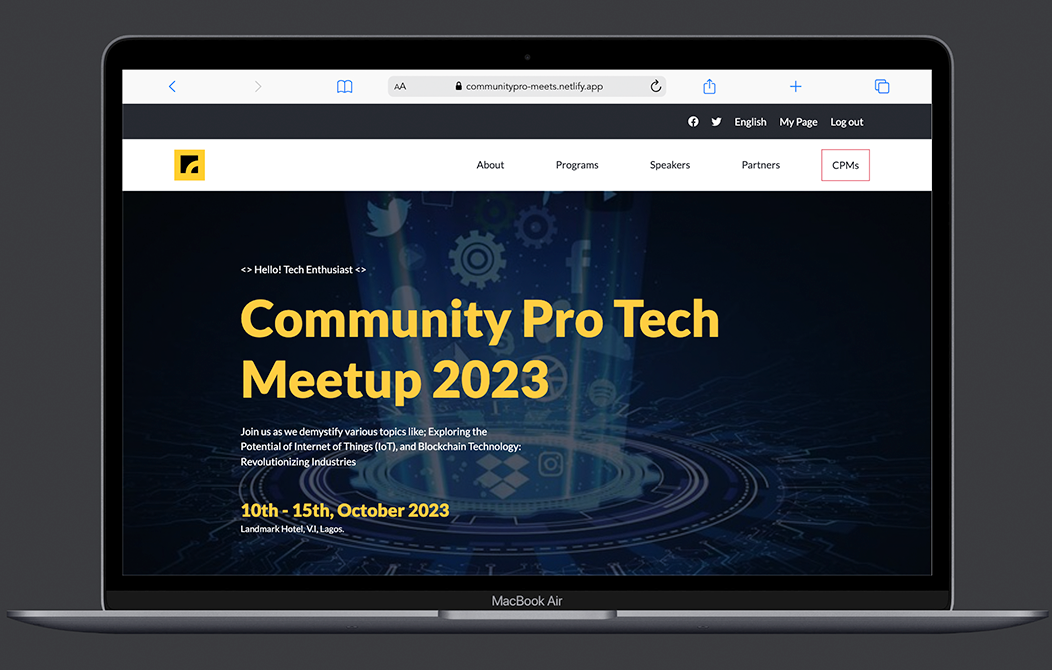 AA communitypro-meets.netlify.app
English My Page Log out
About Programs Speakers Partners CPMs
<> Hello! Tech Enthusiast <>
Community Pro Tech
Meetup 2023
Join us as we demystify various topics like; Exploring the
Potential of Internet of Things (IoT), and Blockchain Technology:
Revolutionizing Industries
10th - 15th, October 2023
Landmark Hotel, V.I, Lagos.
MacBook Air